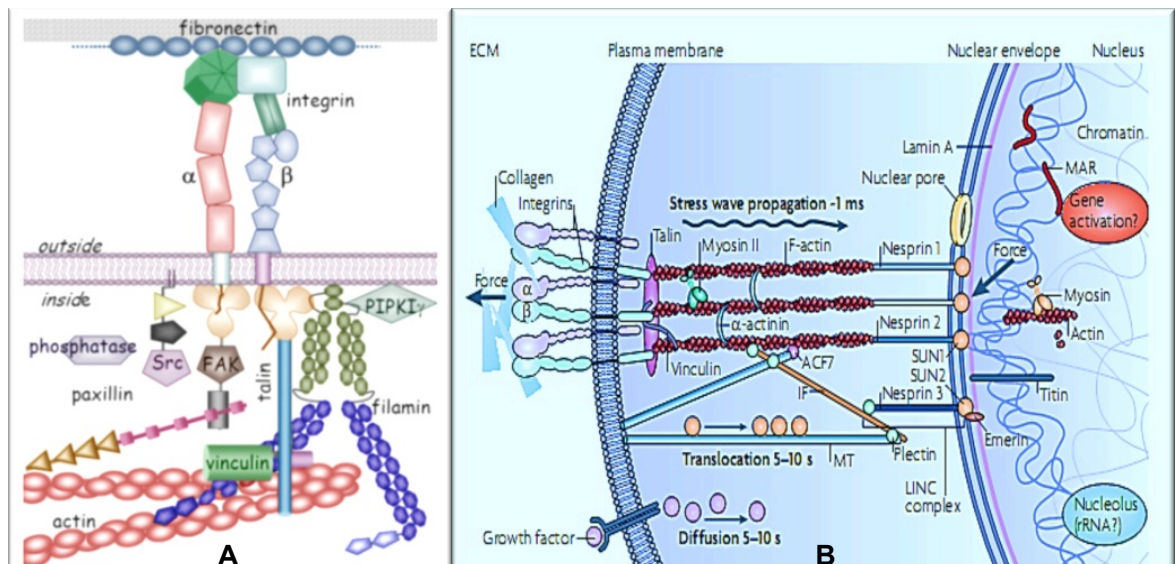 fibronectin
integrin
α
β
outside
inside
PIPKIγ
phosphatase
Src
FAK
talin
paxillin
filamin
vinculin
actin
A
ECM
Plasma membrane
Nuclear envelope
Nucleus
Chromatin
Lamin A
MAR
Nuclear pore
Gene
activation?
Collagen
Integrins
Stress wave propagation ~1 ms
Talin
Myosin II
F-actin
Nesprin 1
Force
Force
α
β
Myosin
α-actinin
Nesprin 2
Actin
Vinculin
ACF7
SUN1
SUN2
IF
Nesprin 3
Titin
Emerin
Plectin
MT
Translocation 5–10 s
LINC
complex
Nucleolus
(rRNA?)
Growth factor
Diffusion 5–10 s
B